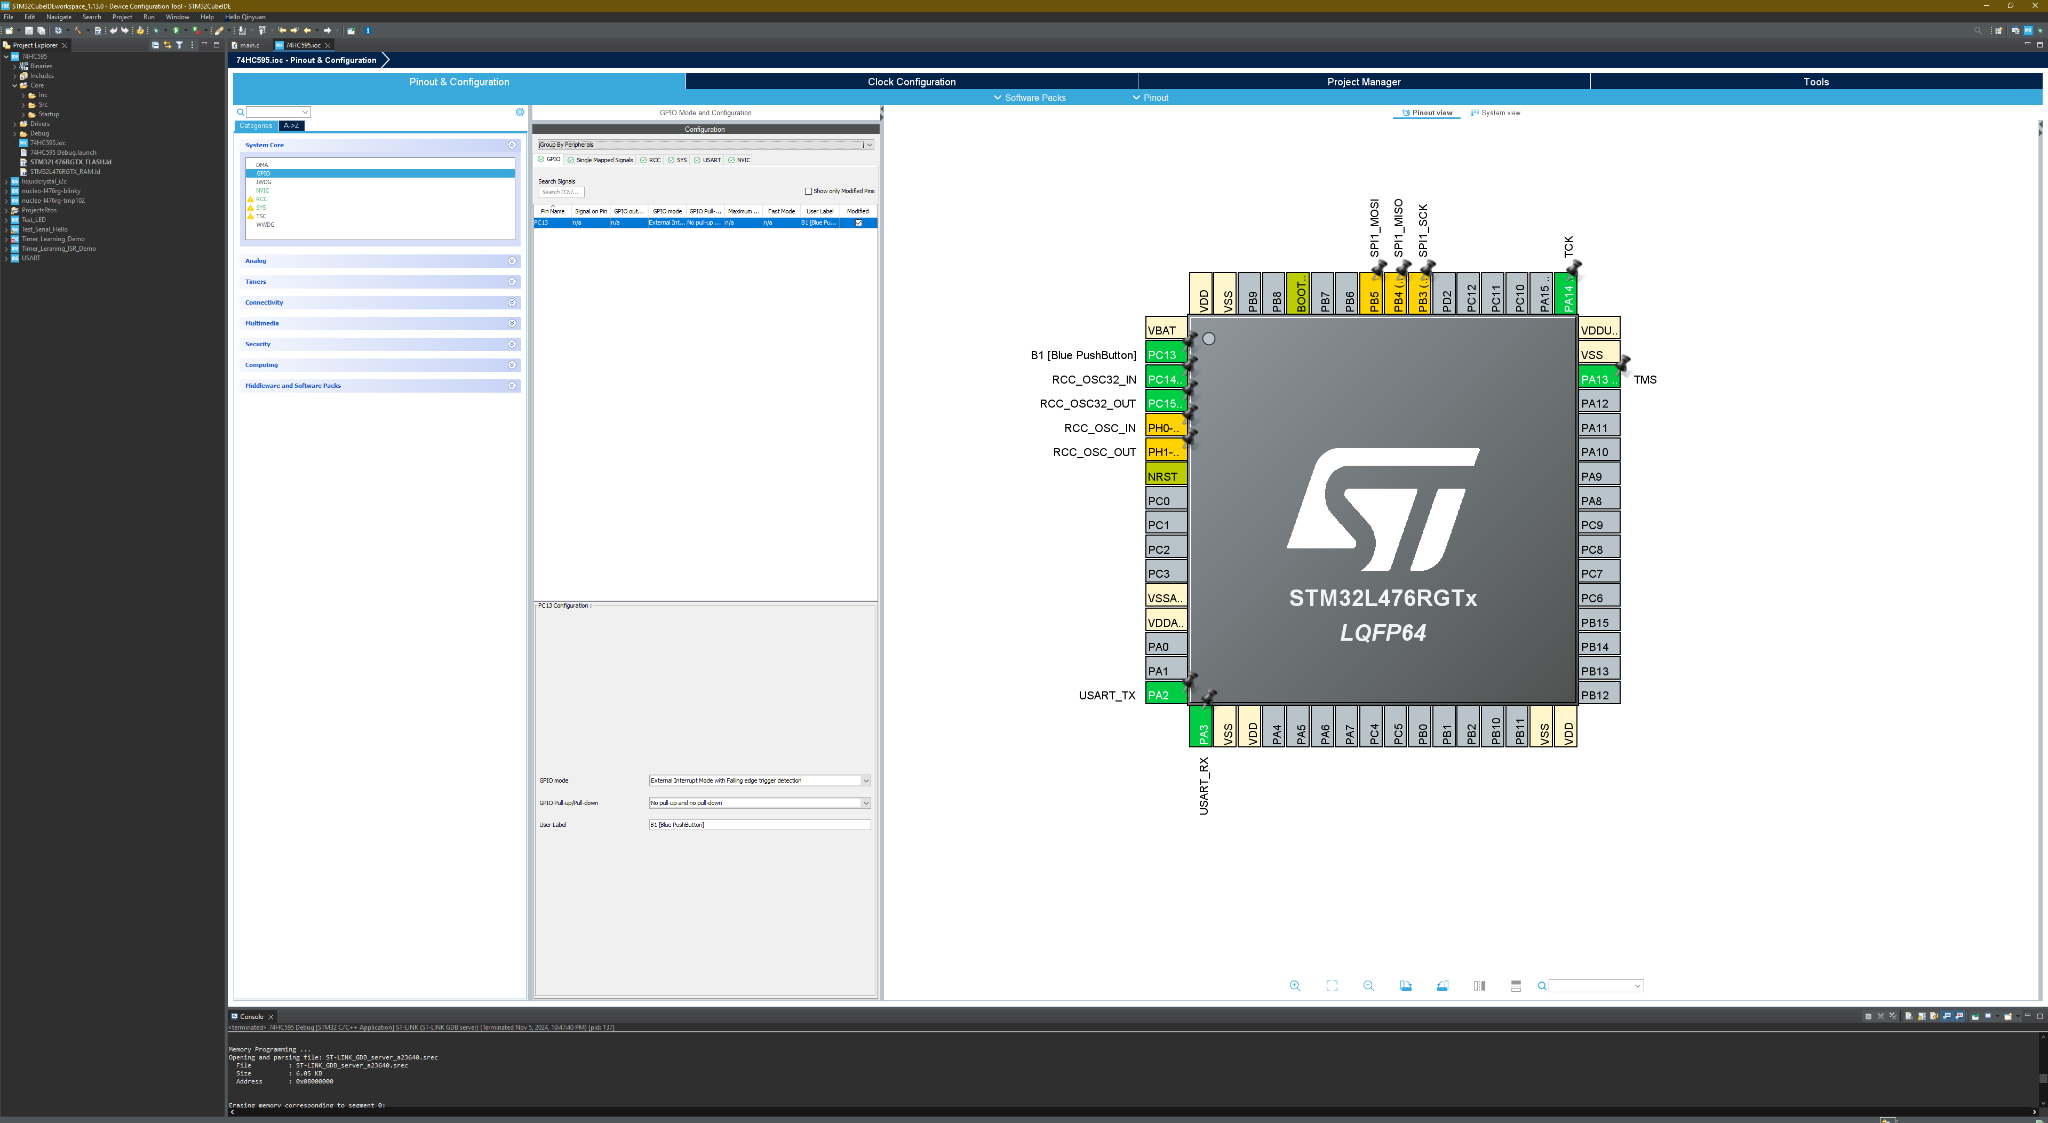 STM32CubeIDEworkspace_1.13.0 - Device Configuration Tool - STM32CubeIDE
File Edit Navigate Search Project Run Window Help Hello Qinyuan
Project Explorer
main.c
74HC595.ioc
74HC595
Binaries
Includes
Core
Inc
Src
Startup
Drivers
Debug
74HC595.ioc
74HC595 Debug.launch
STM32L476RGTX_FLASH.ld
STM32L476RGTX_RAM.ld
liquidcrystal_i2c
nucleo-l476rg-blinky
nucleo-l476rg-tmp102
ProjectsRtos
Test_LED
Test_Serial_Hello
Timer_Learning_Demo
Timer_Leraning_ISR_Demo
USART
74HC595.ioc - Pinout & Configuration
Pinout & Configuration
Clock Configuration
Project Manager
Tools
Software Packs
Pinout
Categories
A->Z
System Core
DMA
GPIO
IWDG
NVIC
RCC
SYS
TSC
WWDG
Analog
Timers
Connectivity
Multimedia
Security
Computing
Middleware and Software Packs
GPIO Mode and Configuration
Configuration
Group By Peripherals
GPIO
Single Mapped Signals
RCC
SYS
USART
NVIC
Search Signals
Search (Ctrl...
Show only Modified Pins
Pin Name Signal on Pin GPIO out... GPIO mode GPIO Pull-... Maximum ... Fast Mode User Label Modified
PC13 n/a n/a External Int... No pull-up ... n/a n/a B1 [Blue Pu...
PC13 Configuration :
GPIO mode
External Interrupt Mode with Falling edge trigger detection
GPIO Pull-up/Pull-down
No pull-up and no pull-down
User Label
B1 [Blue PushButton]
Pinout view
System view
SPI1_MOSI
SPI1_MISO
SPI1_SCK
TCK
VDD
VSS
PB9
PB8
BOOT..
PB7
PB6
PB5
PB4 (..
PB3 (..
PD2
PC12
PC11
PC10
PA15 ..
PA14 ..
B1 [Blue PushButton]
RCC_OSC32_IN
RCC_OSC32_OUT
RCC_OSC_IN
RCC_OSC_OUT
USART_TX
VBAT
PC13
PC14..
PC15..
PH0-..
PH1-..
NRST
PC0
PC1
PC2
PC3
VSSA..
VDDA..
PA0
PA1
PA2
STM32L476RGTx
LQFP64
VDDU..
VSS
PA13 ..
TMS
PA12
PA11
PA10
PA9
PA8
PC9
PC8
PC7
PC6
PB15
PB14
PB13
PB12
PA3
VSS
VDD
PA4
PA5
PA6
PA7
PC4
PC5
PB0
PB1
PB2
PB10
PB11
VSS
VDD
USART_RX
Console
<terminated> 74HC595 Debug [STM32 C/C++ Application] ST-LINK (ST-LINK GDB server) (Terminated Nov 5, 2024, 10:47:40 PM) [pid: 137]
Memory Programming ...
Opening and parsing file: ST-LINK_GDB_server_a23640.srec
File : ST-LINK_GDB_server_a23640.srec
Size : 6.05 KB
Address : 0x08000000
Erasing memory corresponding to segment 0: